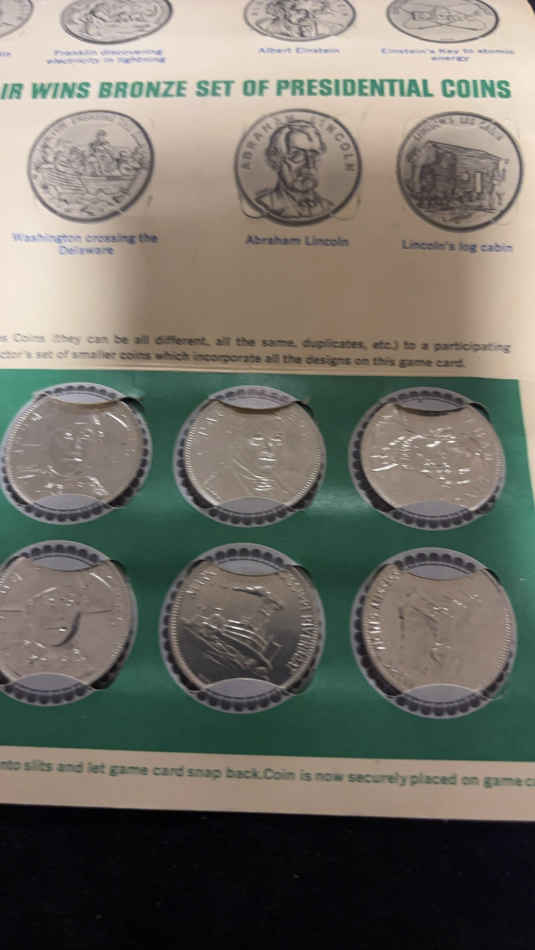 Franklin discovering
electricity in lightning
Albert Einstein
Einstein's Key to atomic
energy
IR WINS BRONZE SET OF PRESIDENTIAL COINS
ABRAHAM LINCOLN
LINCOLN'S LOG CABIN
Washington crossing the
Delaware
Abraham Lincoln
Lincoln's log cabin
s Coins (they can be all different, all the same, duplicates, etc.) to a participating
ctor's set of smaller coins which incorporate all the designs on this game card.
nto slits and let game card snap back.Coin is now securely placed on game c